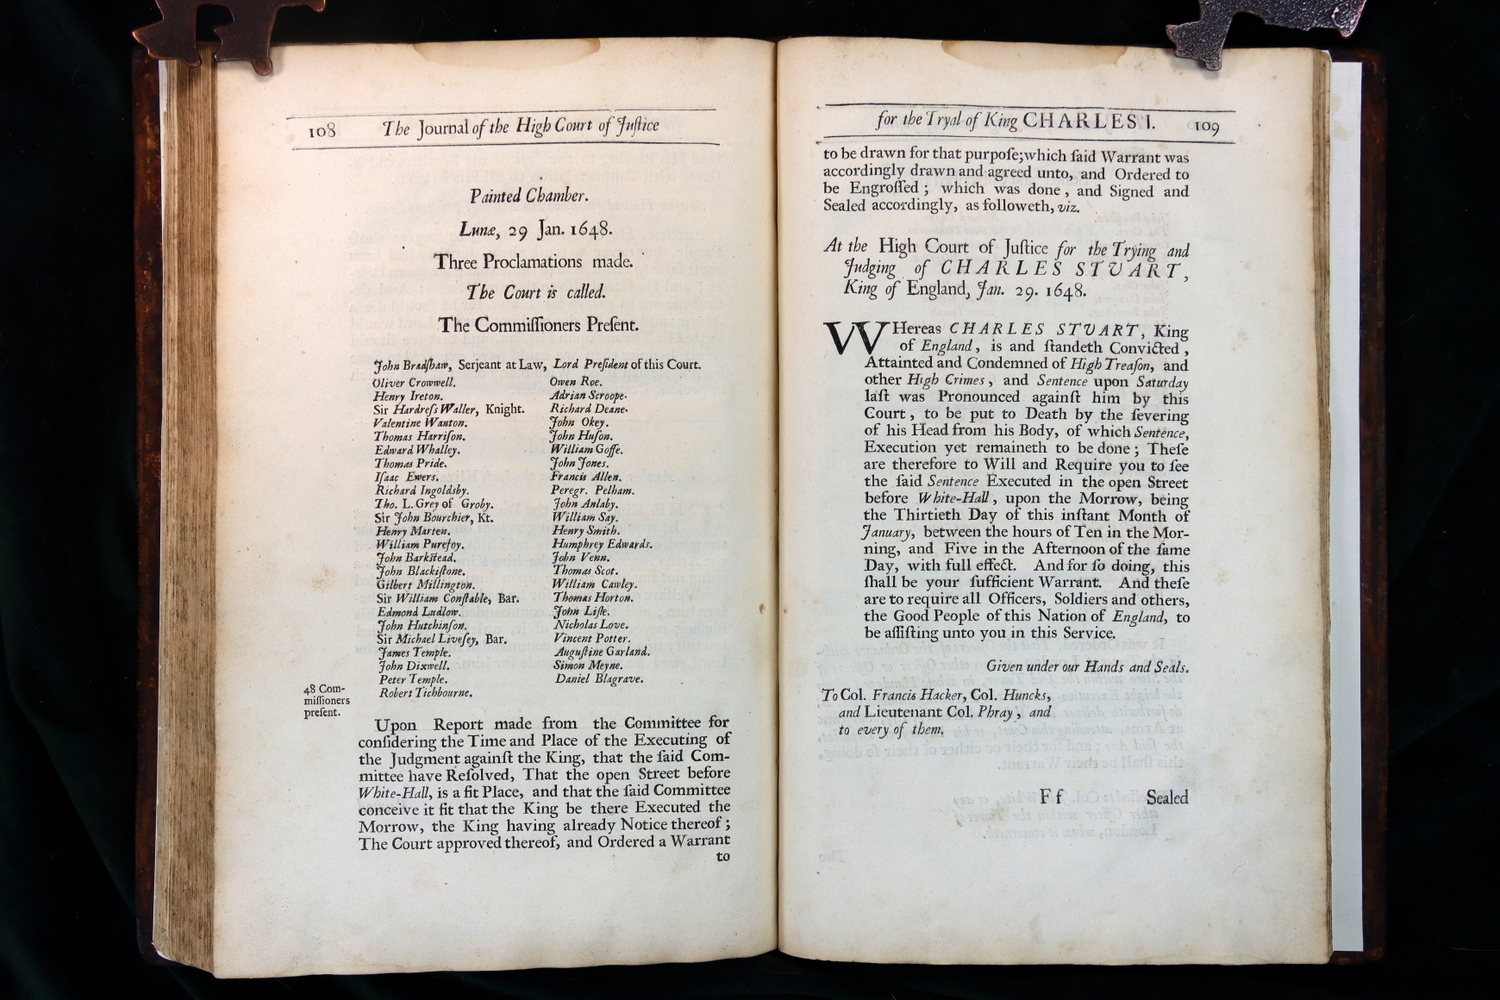 108 The Journal of the High Court of Juſtice
Painted Chamber.
Lunæ, 29 Jan. 1648.
Three Proclamations made.
The Court is called.
The Commiſſioners Preſent.
John Bradſhaw, Serjeant at Law, Lord Preſident of this Court.
Oliver Crowwell.
Henry Ireton.
Sir Hardreſs Waller, Knight.
Valentine Wauton.
Thomas Harriſon.
Edward Whalley.
Thomas Pride.
Iſaac Ewers.
Richard Ingoldsby.
Tho. L. Grey of Groby.
Sir John Bourchier, Kt.
Henry Marten.
William Purefoy.
John Barkſtead.
John Blackiſtone.
Gilbert Millington.
Sir William Conſtable, Bar.
Edmond Ludlow.
John Hutchinſon.
Sir Michael Liveſey, Bar.
James Temple.
John Dixwell.
Peter Temple.
Robert Tichbourne.
Owen Roe.
Adrian Scroope.
Richard Deane.
John Okey.
John Huſon.
William Goffe.
John Jones.
Francis Allen.
Peregr. Pelham.
John Anlaby.
William Say.
Henry Smith.
Humphrey Edwards.
John Venn.
Thomas Scot.
William Cawley.
Thomas Horton.
John Liſle.
Nicholas Love.
Vincent Potter.
Auguſtine Garland.
Simon Meyne.
Daniel Blagrave.
48 Com-
miſſioners
preſent.
Upon Report made from the Committee for
conſidering the Time and Place of the Executing of
the Judgment againſt the King, that the ſaid Com-
mittee have Reſolved, That the open Street before
White-Hall, is a fit Place, and that the ſaid Committee
conceive it fit that the King be there Executed the
Morrow, the King having already Notice thereof ;
The Court approved thereof, and Ordered a Warrant
to
for the Tryal of King CHARLES I. 109
to be drawn for that purpoſe;which ſaid Warrant was
accordingly drawn and agreed unto, and Ordered to
be Engroſſed ; which was done , and Signed and
Sealed accordingly, as followeth, viz.
At the High Court of Juſtice for the Trying and
Judging of CHARLES STUART,
King of England, Jan. 29. 1648.
WHereas CHARLES STUART, King
of England , is and ſtandeth Convicted ,
Attainted and Condemned of High Treaſon, and
other High Crimes , and Sentence upon Saturday
laſt was Pronounced againſt him by this
Court , to be put to Death by the ſevering
of his Head from his Body, of which Sentence,
Execution yet remaineth to be done ; Theſe
are therefore to Will and Require you to ſee
the ſaid Sentence Executed in the open Street
before White-Hall , upon the Morrow, being
the Thirtieth Day of this inſtant Month of
January, between the hours of Ten in the Mor-
ning, and Five in the Afternoon of the ſame
Day, with full effect. And for ſo doing, this
ſhall be your ſufficient Warrant. And theſe
are to require all Officers, Soldiers and others,
the Good People of this Nation of England, to
be aſſiſting unto you in this Service.
Given under our Hands and Seals.
To Col. Francis Hacker, Col. Huncks,
and Lieutenant Col. Phray , and
to every of them.
F f Sealed